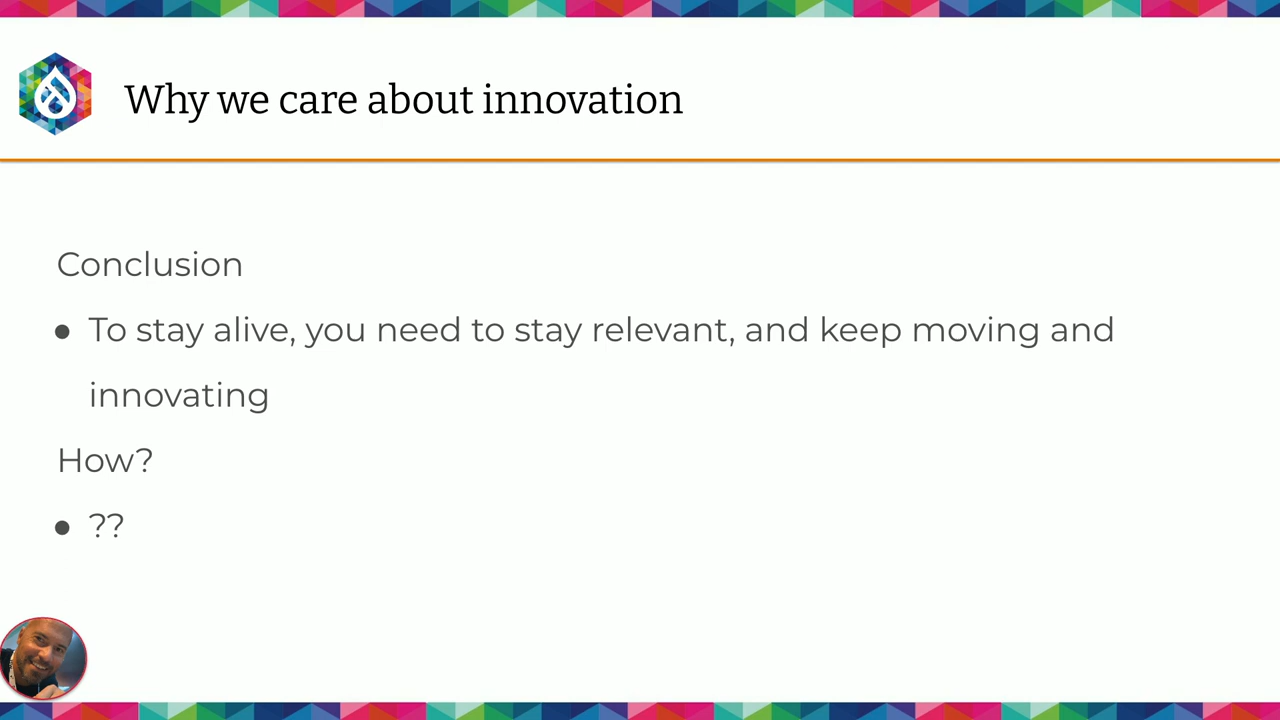 Why we care about innovation
Conclusion
● To stay alive, you need to stay relevant, and keep moving and
innovating
How?
● ??